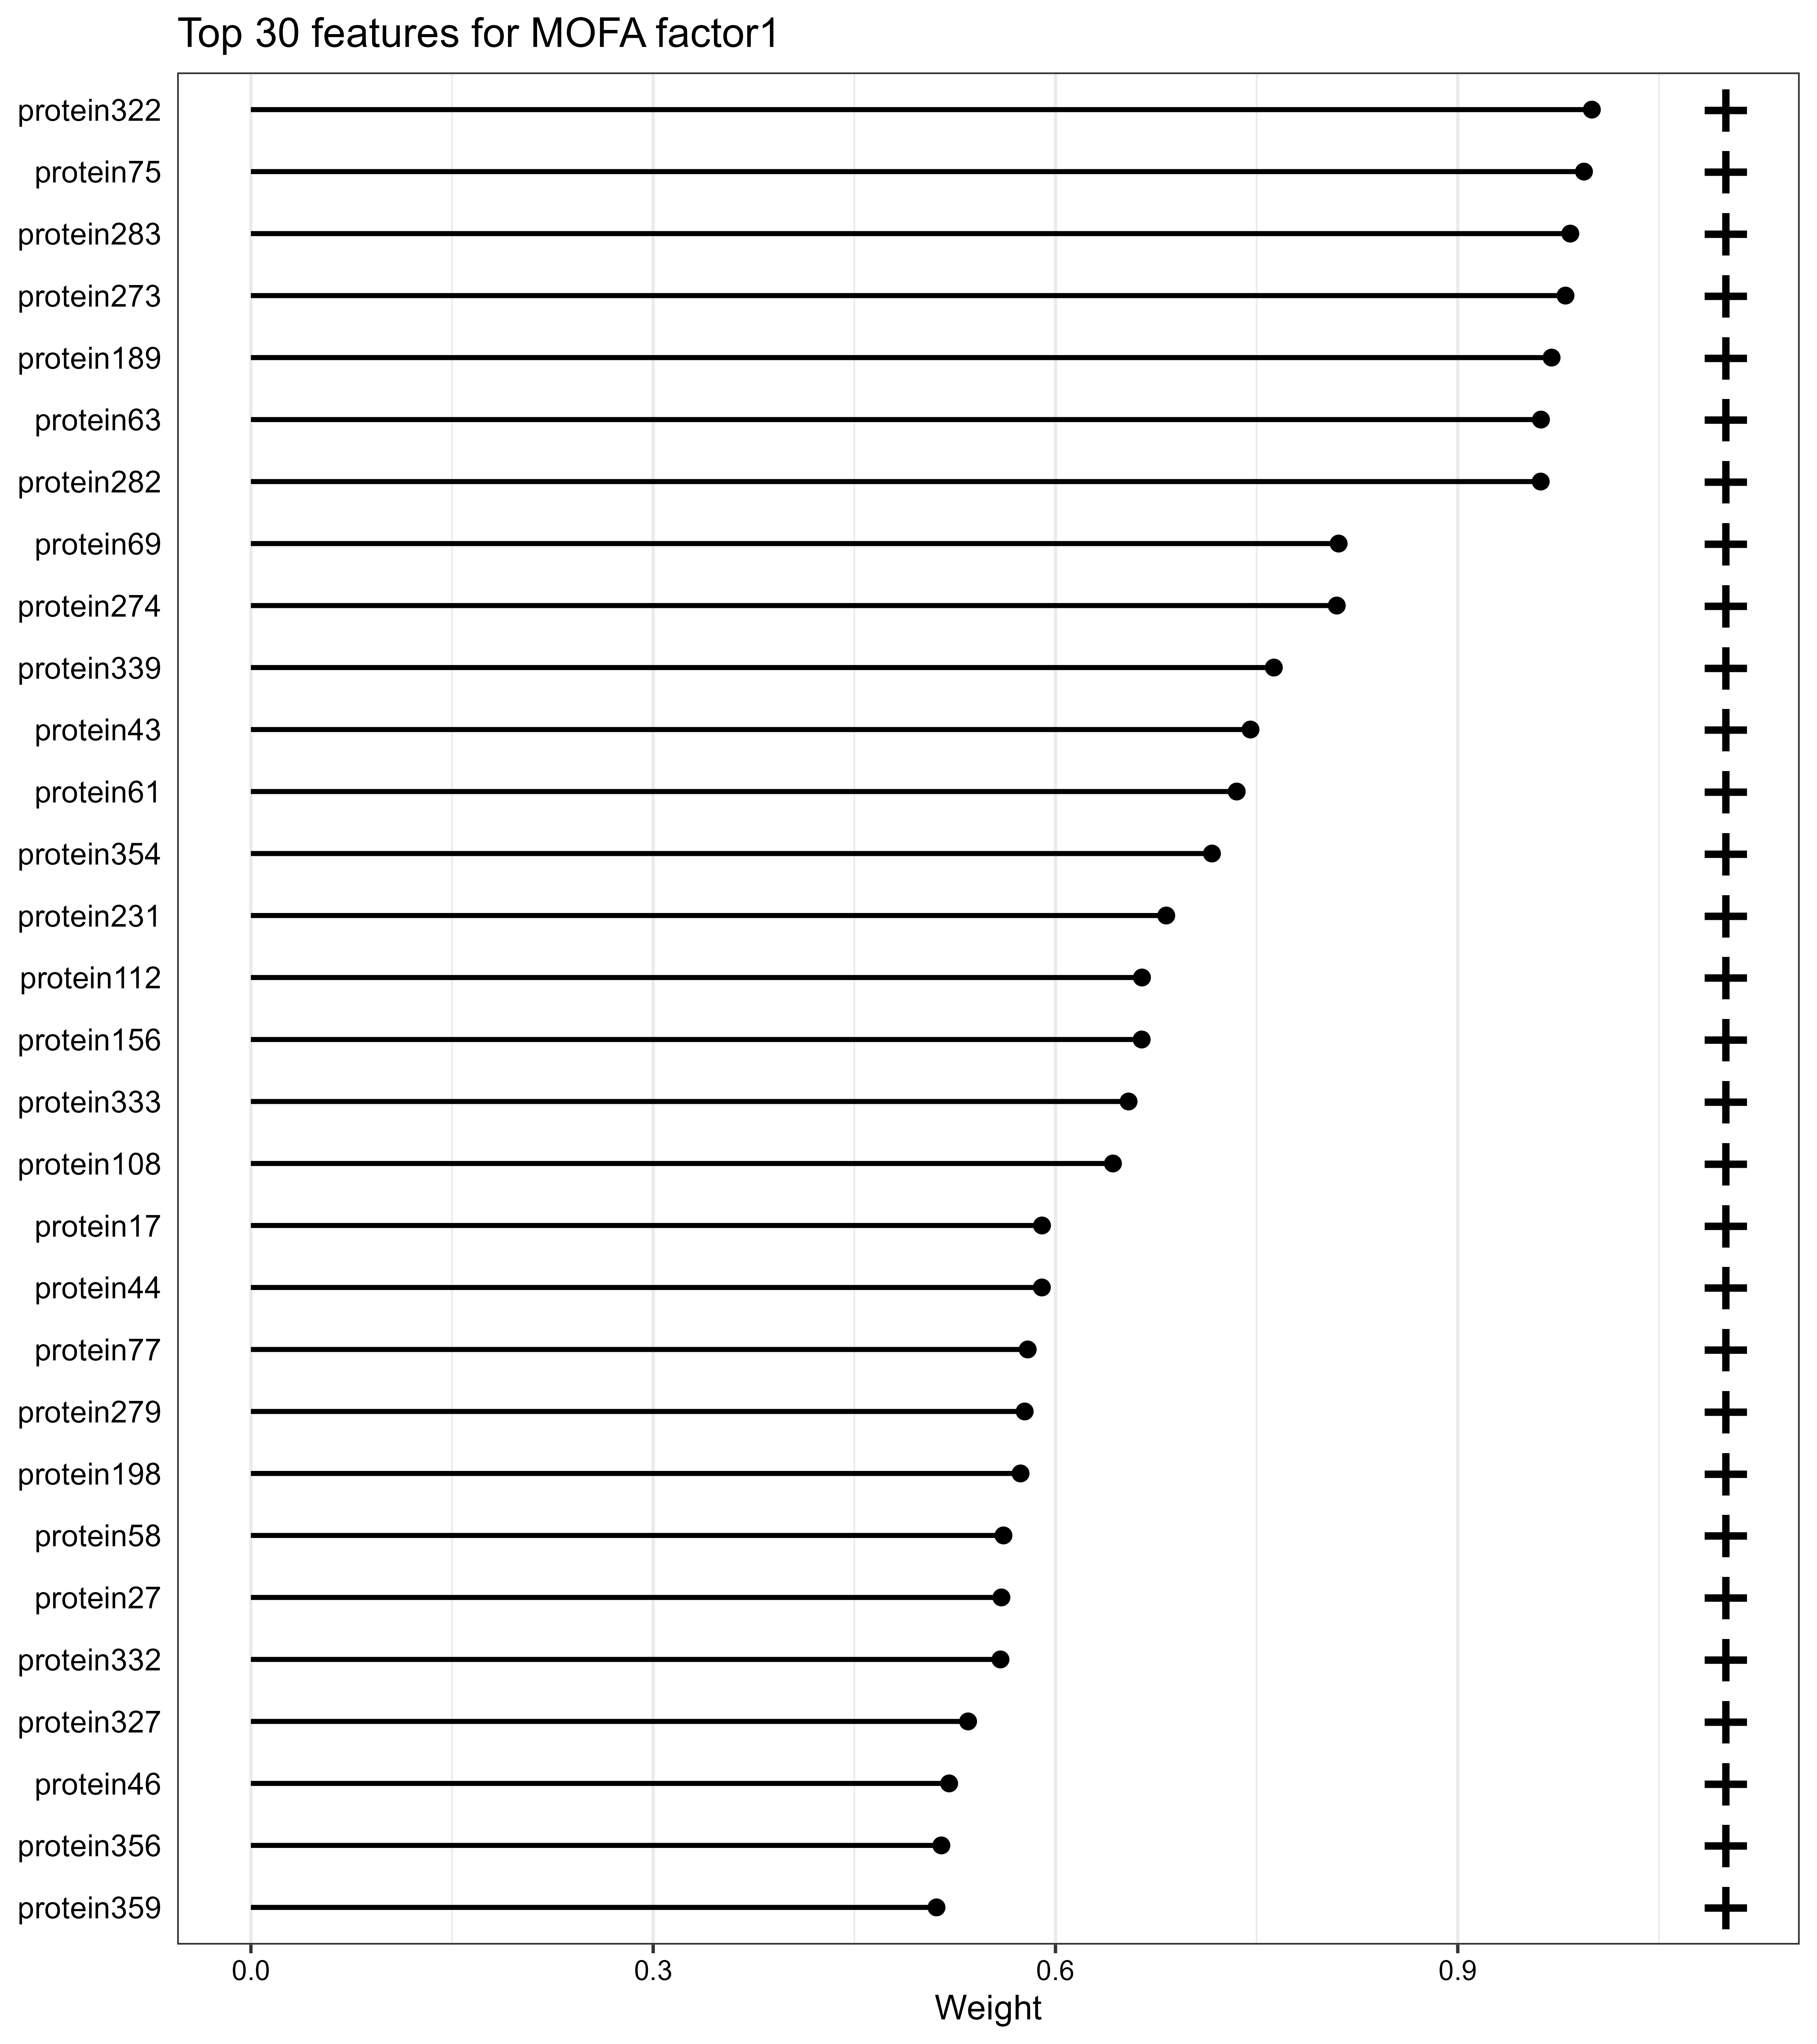 Top 30 features for MOFA factor1
protein322 +
protein75 +
protein283 +
protein273 +
protein189 +
protein63 +
protein282 +
protein69 +
protein274 +
protein339 +
protein43 +
protein61 +
protein354 +
protein231 +
protein112 +
protein156 +
protein333 +
protein108 +
protein17 +
protein44 +
protein77 +
protein279 +
protein198 +
protein58 +
protein27 +
protein332 +
protein327 +
protein46 +
protein356 +
protein359 +
0.0 0.3 0.6 0.9
Weight